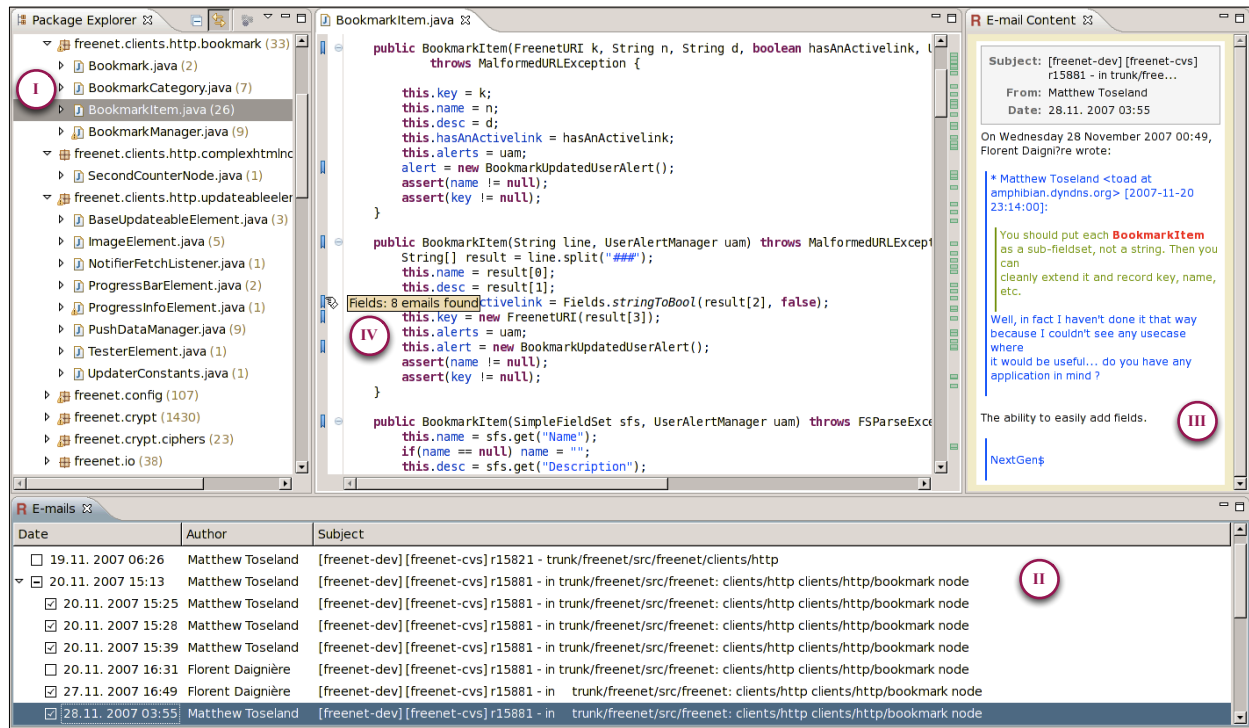 Package Explorer
freenet.clients.http.bookmark (33)
Bookmark.java (2)
I
BookmarkCategory.java (7)
BookmarkItem.java (26)
BookmarkManager.java (9)
freenet.clients.http.complexhtmlnc
SecondCounterNode.java (1)
freenet.clients.http.updateableeler
BaseUpdateableElement.java (3)
ImageElement.java (5)
NotifierFetchListener.java (1)
ProgressBarElement.java (2)
ProgressInfoElement.java (1)
PushDataManager.java (9)
TesterElement.java (1)
UpdaterConstants.java (1)
freenet.config (107)
freenet.crypt (1430)
freenet.crypt.ciphers (23)
freenet.io (38)
BookmarkItem.java
public BookmarkItem(FreenetURI k, String n, String d, boolean hasAnActivelink, U
throws MalformedURLException {
this.key = k;
this.name = n;
this.desc = d;
this.hasAnActivelink = hasAnActivelink;
this.alerts = uam;
alert = new BookmarkUpdatedUserAlert();
assert(name != null);
assert(key != null);
}
public BookmarkItem(String line, UserAlertManager uam) throws MalformedURLExcept
String[] result = line.split("###");
this.name = result[0];
this.desc = result[1];
Fields: 8 emails found ctivelink = Fields.stringToBool(result[2], false);
this.key = new FreenetURI(result[3]);
IV
this.alerts = uam;
this.alert = new BookmarkUpdatedUserAlert();
assert(name != null);
assert(key != null);
}
public BookmarkItem(SimpleFieldSet sfs, UserAlertManager uam) throws FSParseExce
this.name = sfs.get("Name");
if(name == null) name = "";
this.desc = sfs.get("Description");
R E-mail Content
Subject: [freenet-dev] [freenet-cvs]
r15881 - in trunk/free...
From: Matthew Toseland
Date: 28.11. 2007 03:55
On Wednesday 28 November 2007 00:49,
Florent Daigni?re wrote:
* Matthew Toseland <toad at
amphibian.dyndns.org> [2007-11-20
23:14:00]:
You should put each BookmarkItem
as a sub-fieldset, not a string. Then you
can
cleanly extend it and record key, name,
etc.
Well, in fact I haven't done it that way
because I couldn't see any usecase
where
it would be useful... do you have any
application in mind ?
The ability to easily add fields.
III
NextGen$
R E-mails
Date Author Subject
19.11. 2007 06:26 Matthew Toseland [freenet-dev] [freenet-cvs] r15821 - trunk/freenet/src/freenet/clients/http
20.11. 2007 15:13 Matthew Toseland [freenet-dev] [freenet-cvs] r15881 - in trunk/freenet/src/freenet: clients/http clients/http/bookmark node
II
20.11. 2007 15:25 Matthew Toseland [freenet-dev] [freenet-cvs] r15881 - in trunk/freenet/src/freenet: clients/http clients/http/bookmark node
20.11. 2007 15:28 Matthew Toseland [freenet-dev] [freenet-cvs] r15881 - in trunk/freenet/src/freenet: clients/http clients/http/bookmark node
20.11. 2007 15:39 Matthew Toseland [freenet-dev] [freenet-cvs] r15881 - in trunk/freenet/src/freenet: clients/http clients/http/bookmark node
20.11. 2007 16:31 Florent Daignière [freenet-dev] [freenet-cvs] r15881 - in trunk/freenet/src/freenet: clients/http clients/http/bookmark node
27.11. 2007 16:49 Florent Daignière [freenet-dev] [freenet-cvs] r15881 - in trunk/freenet/src/freenet: clients/http clients/http/bookmark node
28.11. 2007 03:55 Matthew Toseland [freenet-dev] [freenet-cvs] r15881 - in trunk/freenet/src/freenet: clients/http clients/http/bookmark node